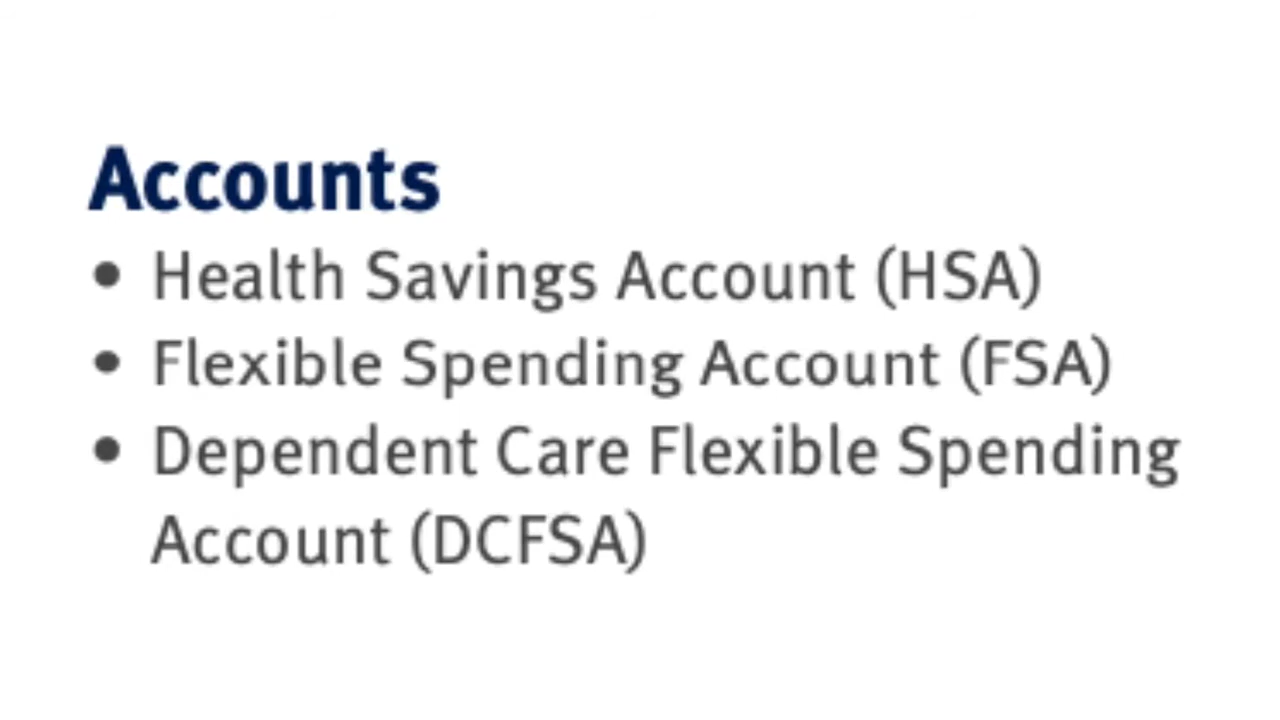 Accounts
• Health Savings Account (HSA)
• Flexible Spending Account (FSA)
• Dependent Care Flexible Spending
Account (DCFSA)